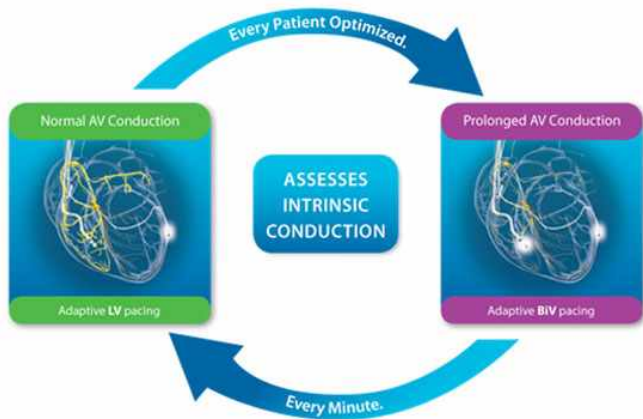 Every Patient Optimized.
Normal AV Conduction
Prolonged AV Conduction
ASSESSES
INTRINSIC
CONDUCTION
Adaptive LV pacing
Adaptive BiV pacing
Every Minute.